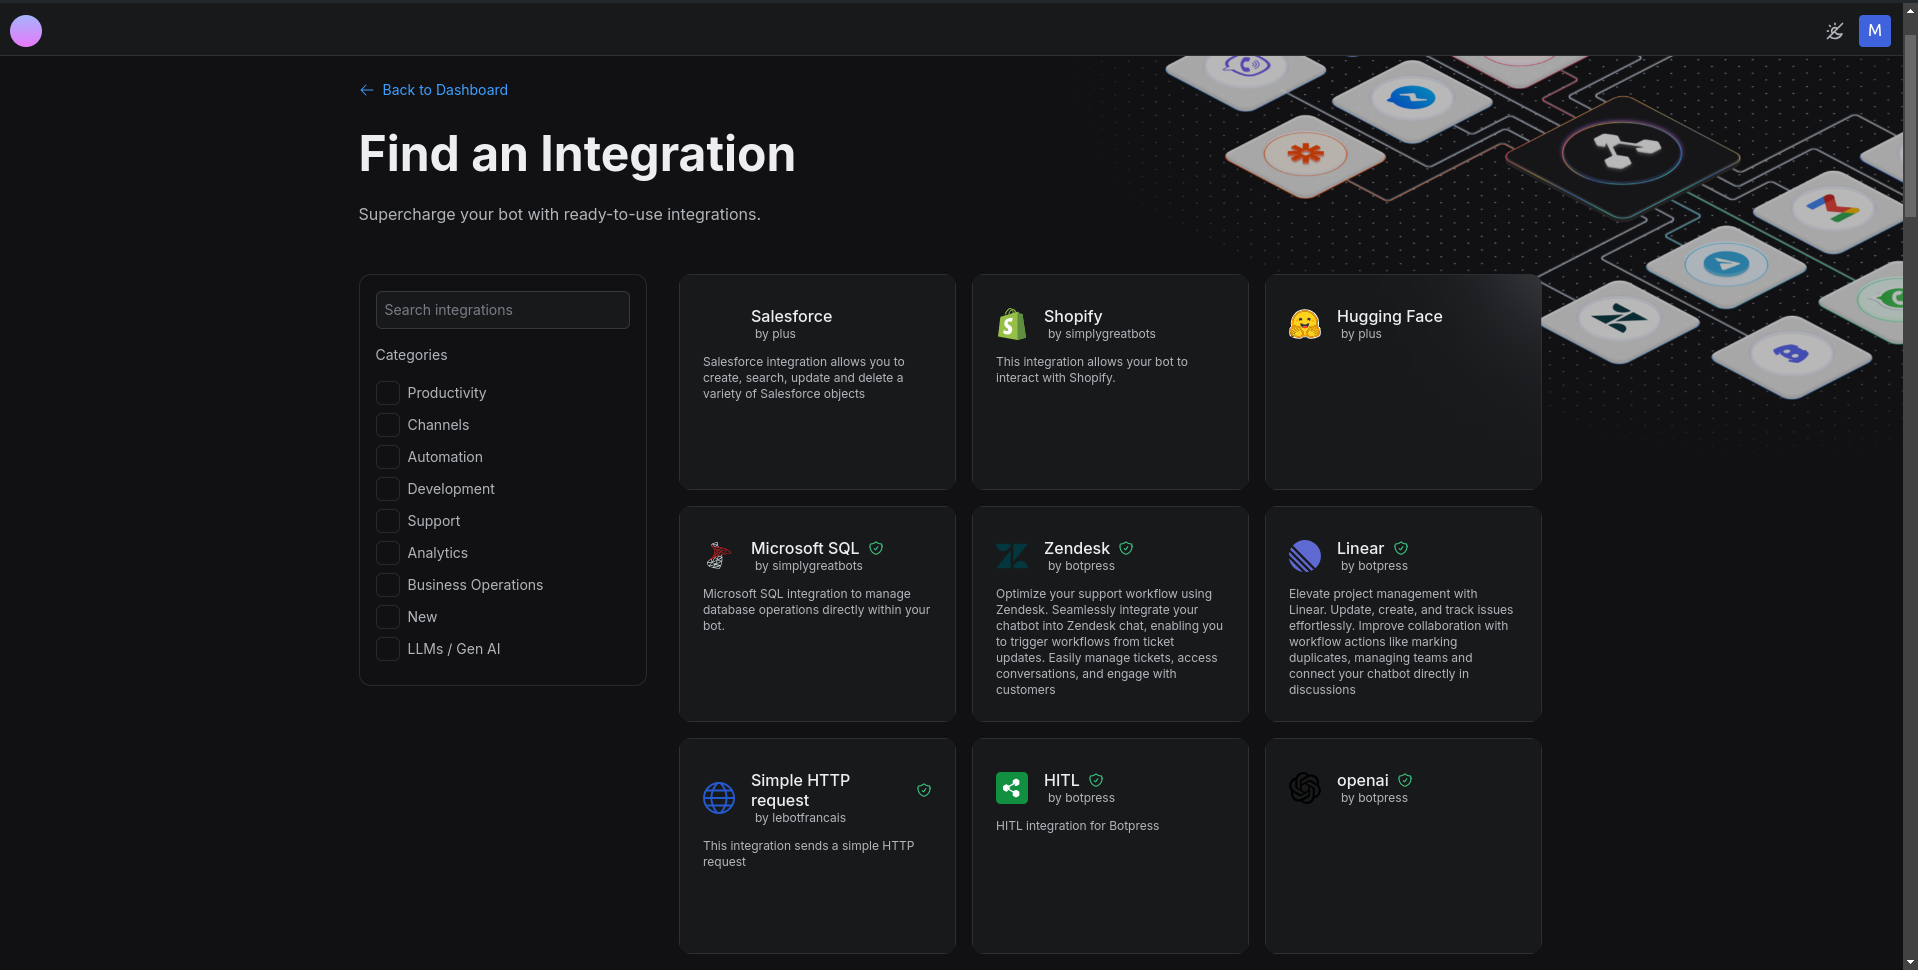 M
Back to Dashboard
Find an Integration
Supercharge your bot with ready-to-use integrations.
Search integrations
Categories
Productivity
Channels
Automation
Development
Support
Analytics
Business Operations
New
LLMs / Gen AI
Salesforce
by plus
Salesforce integration allows you to
create, search, update and delete a
variety of Salesforce objects
Shopify
by simplygreatbots
This integration allows your bot to
interact with Shopify.
Hugging Face
by plus
Microsoft SQL
by simplygreatbots
Microsoft SQL integration to manage
database operations directly within your
bot.
Zendesk
by botpress
Optimize your support workflow using
Zendesk. Seamlessly integrate your
chatbot into Zendesk chat, enabling you
to trigger workflows from ticket
updates. Easily manage tickets, access
conversations, and engage with
customers
Linear
by botpress
Elevate project management with
Linear. Update, create, and track issues
effortlessly. Improve collaboration with
workflow actions like marking
duplicates, managing teams and
connect your chatbot directly in
discussions
Simple HTTP
request
by lebotfrancais
This integration sends a simple HTTP
request
HITL
by botpress
HITL integration for Botpress
openai
by botpress